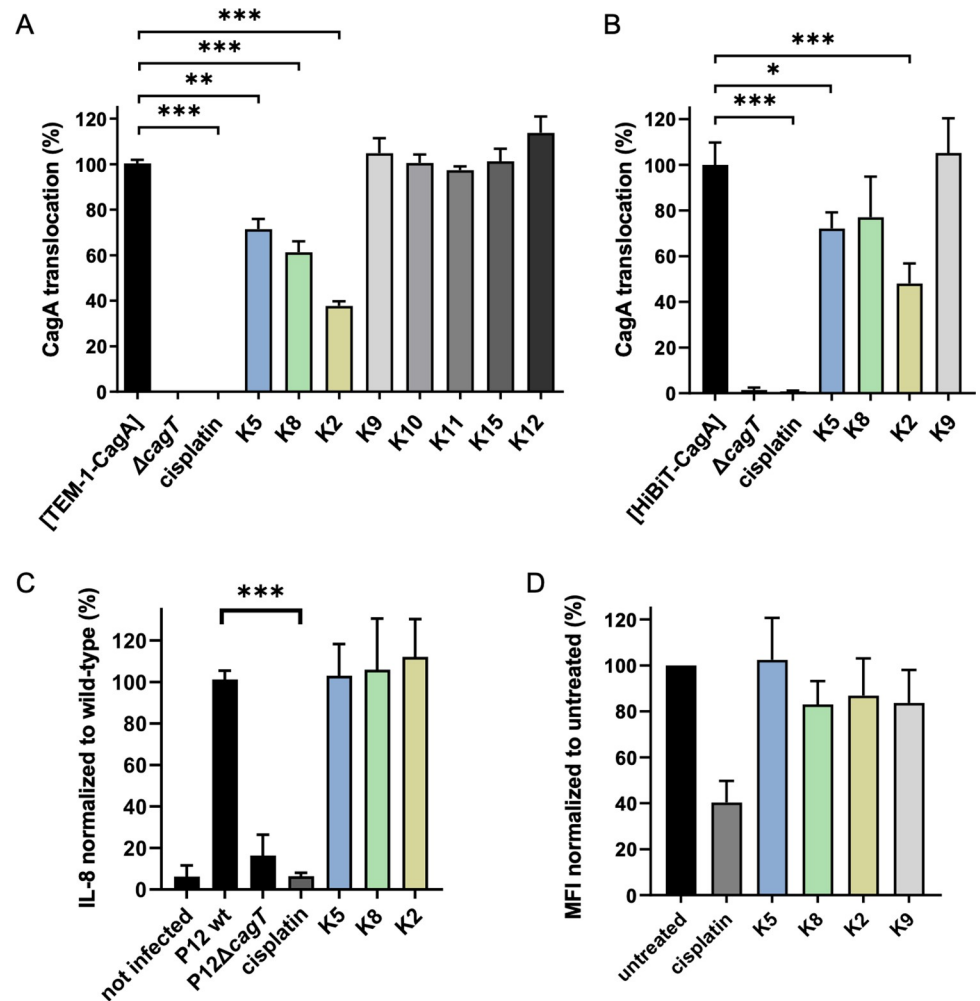 A
***
***
**
***
CagA translocation (%)
120
100
80
60
40
20
0
[TEM-1-CagA]
ΔcagT
cisplatin
K5
K8
K2
K9
K10
K11
K15
K12
B
***
*
***
CagA translocation (%)
120
100
80
60
40
20
0
[HiBiT-CagA]
ΔcagT
cisplatin
K5
K8
K2
K9
C
***
IL-8 normalized to wild-type (%)
120
100
80
60
40
20
0
not infected
P12 wt
P12ΔcagT
cisplatin
K5
K8
K2
D
MFI normalized to untreated (%)
120
100
80
60
40
20
0
untreated
cisplatin
K5
K8
K2
K9